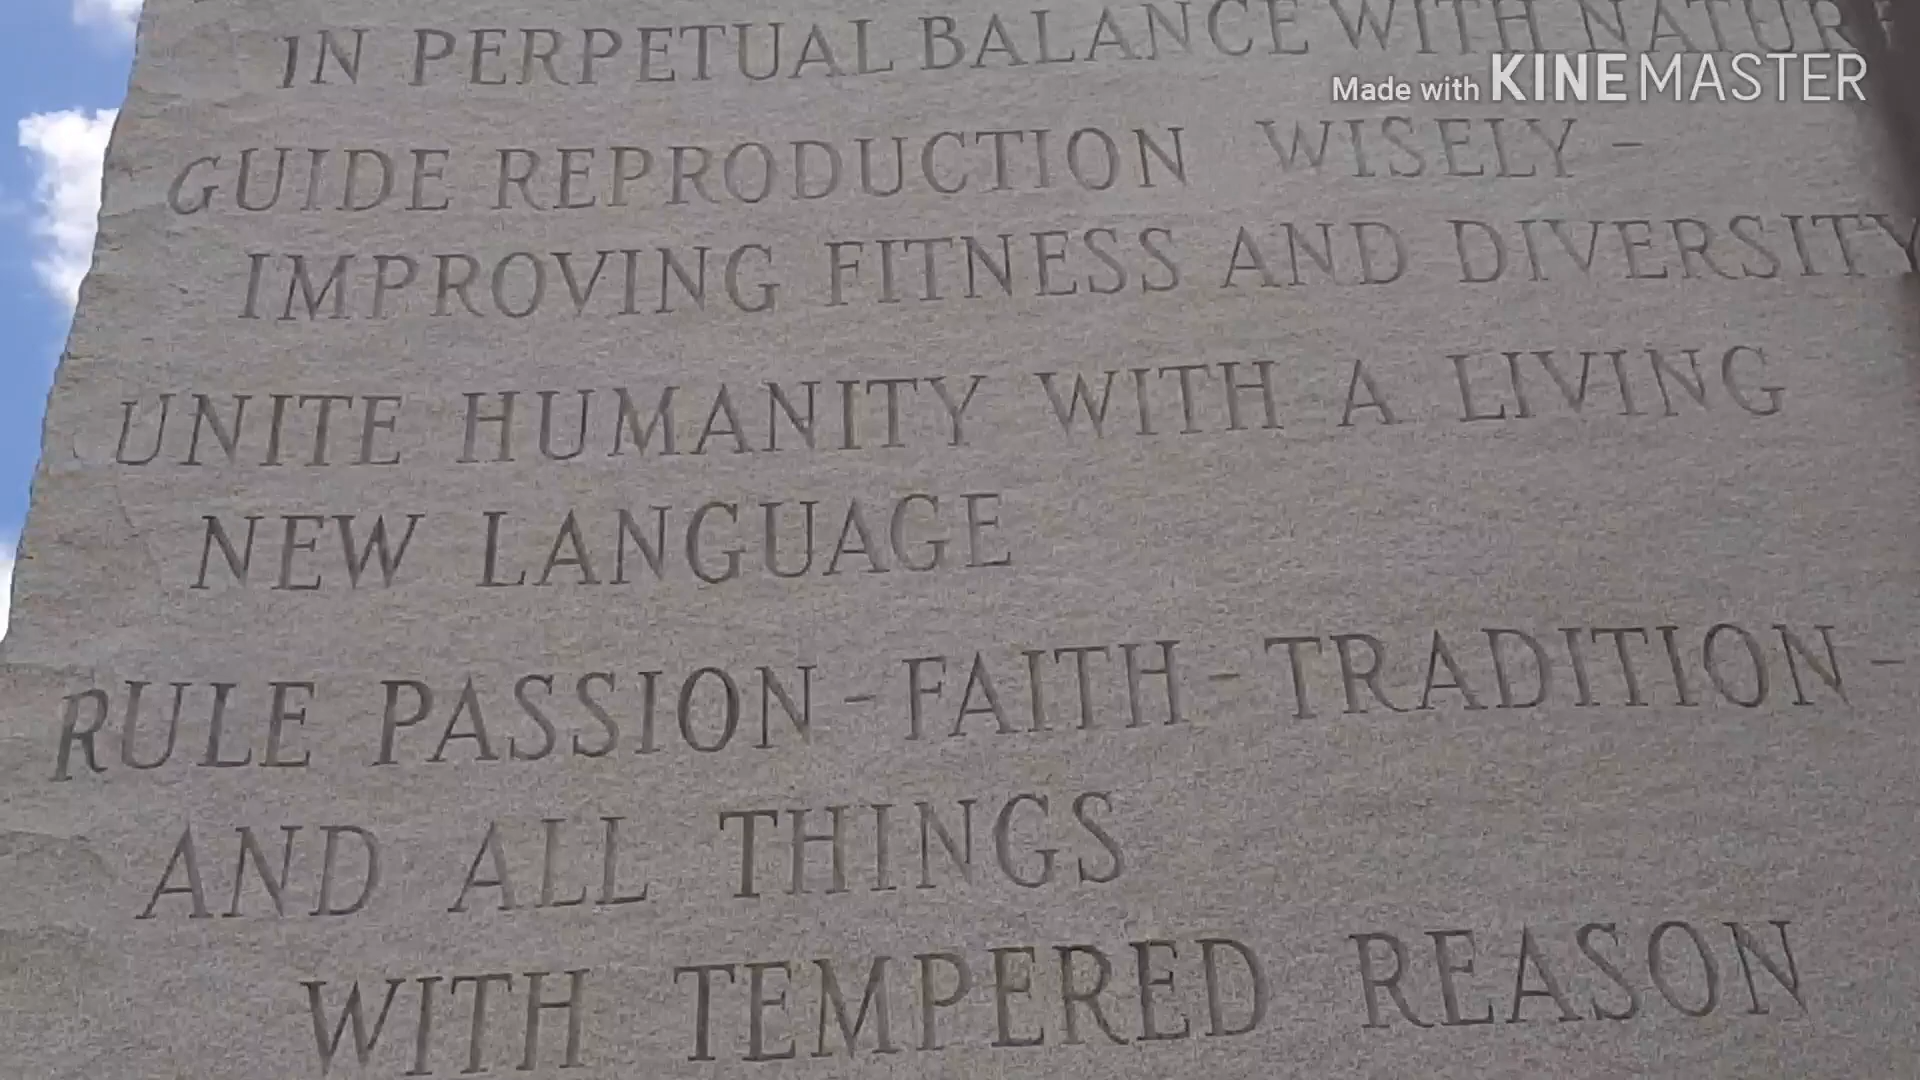 IN PERPETUAL BALANCE WITH NATURE
Made with KINEMASTER
GUIDE REPRODUCTION WISELY -
IMPROVING FITNESS AND DIVERSITY
UNITE HUMANITY WITH A LIVING
NEW LANGUAGE
RULE PASSION - FAITH - TRADITION -
AND ALL THINGS
WITH TEMPERED REASON